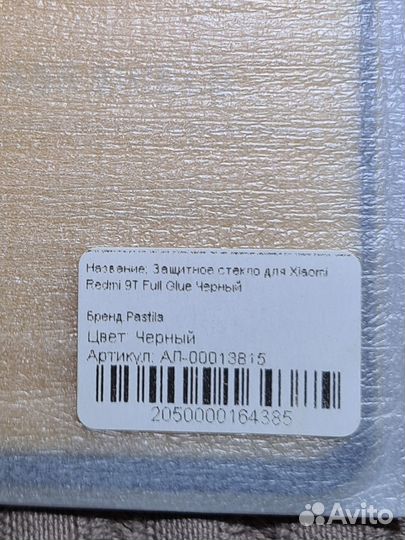 Название: Защитное стекло для Xiaomi
Redmi 9T Full Glue Черный
Бренд Pastila
Цвет: Черный
Артикул: АЛ-00013815
2050000164385
Avito